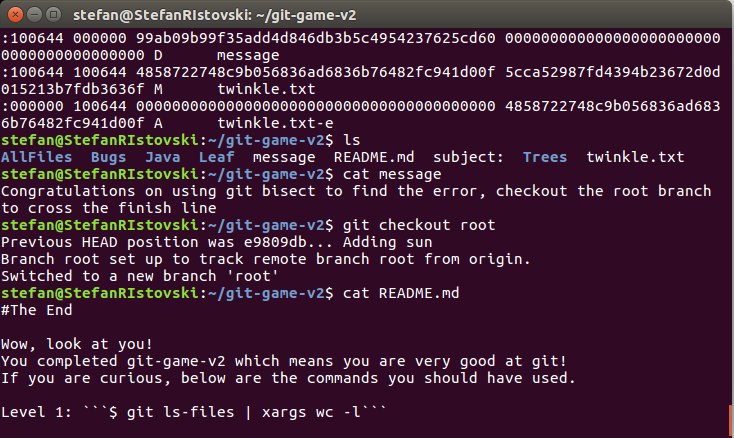 stefan@StefanRIstovski: ~/git-game-v2
:100644 000000 99ab09b99f35add4d846db3b5c4954237625cd60 0000000000000000000000000
000000000000000 D      message
:100644 100644 4858722748c9b056836ad6836b76482fc941d00f 5cca52987fd4394b23672d0d
015213b7fdb3636f M      twinkle.txt
:000000 100644 0000000000000000000000000000000000000000 4858722748c9b056836ad683
6b76482fc941d00f A      twinkle.txt-e
stefan@StefanRIstovski:~/git-game-v2$ ls
AllFiles  Bugs  Java  Leaf  message  README.md  subject:  Trees  twinkle.txt
stefan@StefanRIstovski:~/git-game-v2$ cat message
Congratulations on using git bisect to find the error, checkout the root branch
to cross the finish line
stefan@StefanRIstovski:~/git-game-v2$ git checkout root
Previous HEAD position was e9809db... Adding sun
Branch root set up to track remote branch root from origin.
Switched to a new branch 'root'
stefan@StefanRIstovski:~/git-game-v2$ cat README.md
#The End
Wow, look at you!
You completed git-game-v2 which means you are very good at git!
If you are curious, below are the commands you should have used.
Level 1: ```$ git ls-files | xargs wc -l```